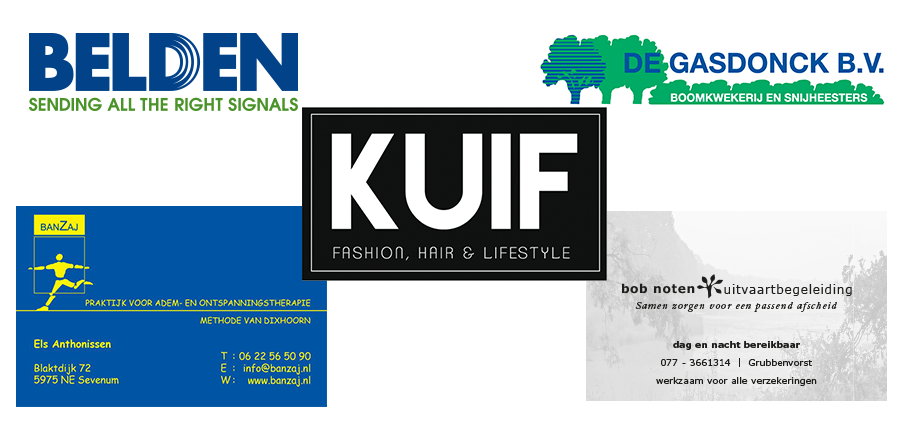 BELDEN
SENDING ALL THE RIGHT SIGNALS
DE GASDONCK B.V.
BOOMKWEKERIJ EN SNIJHEESTERS
KUIF
FASHION, HAIR & LIFESTYLE
BANZAJ
PRAKTIJK VOOR ADEM- EN ONTSPANNINGSTHERAPIE
METHODE VAN DIXHOORN
Els Anthonissen
Blaktdijk 72
5975 NE Sevenum
T : 06 22 56 50 90
E : info@banzaj.nl
W: www.banzaj.nl
bob noten uitvaartbegeleiding
Samen zorgen voor een passend afscheid
dag en nacht bereikbaar
077 - 3661314 | Grubbenvorst
werkzaam voor alle verzekeringen